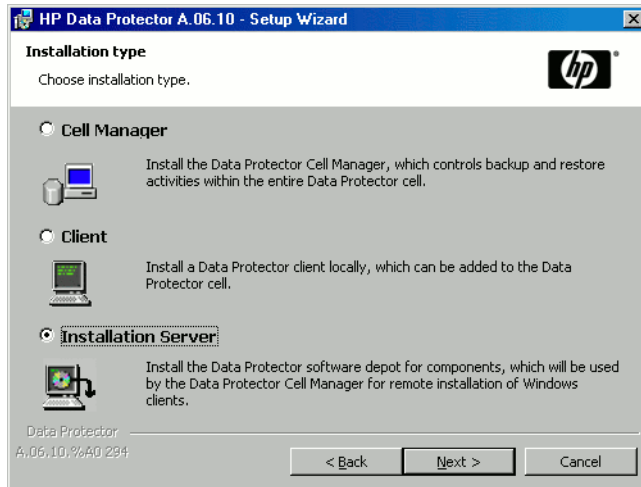 HP Data Protector A.06.10 - Setup Wizard
Installation type
Choose installation type.
hp
Cell Manager
Install the Data Protector Cell Manager, which controls backup and restore
activities within the entire Data Protector cell.
Client
Install a Data Protector client locally, which can be added to the Data
Protector cell.
Installation Server
Install the Data Protector software depot for components, which will be used
by the Data Protector Cell Manager for remote installation of Windows
clients.
Data Protector
A.06.10.%A0 294
< Back
Next >
Cancel